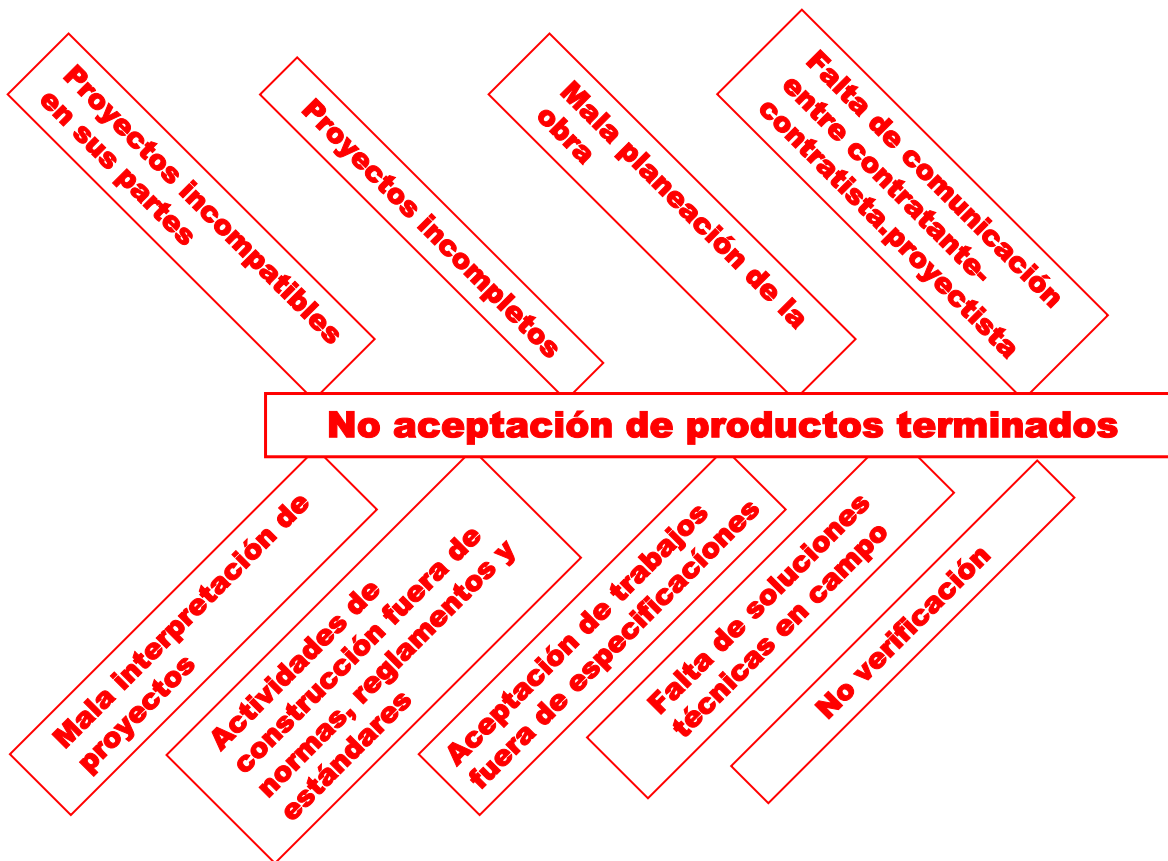 Proyectos incompatibles
en sus partes
Proyectos incompletos
Mala planeación de la
obra
Falta de comunicación
entre contratante-
contratista.proyectista
No aceptación de productos terminados
Mala interpretación de
proyectos
Actividades de
construcción fuera de
normas, reglamentos y
estándares
Aceptación de trabajos
fuera de especificaciónes
Falta de soluciones
técnicas en campo
No verificación